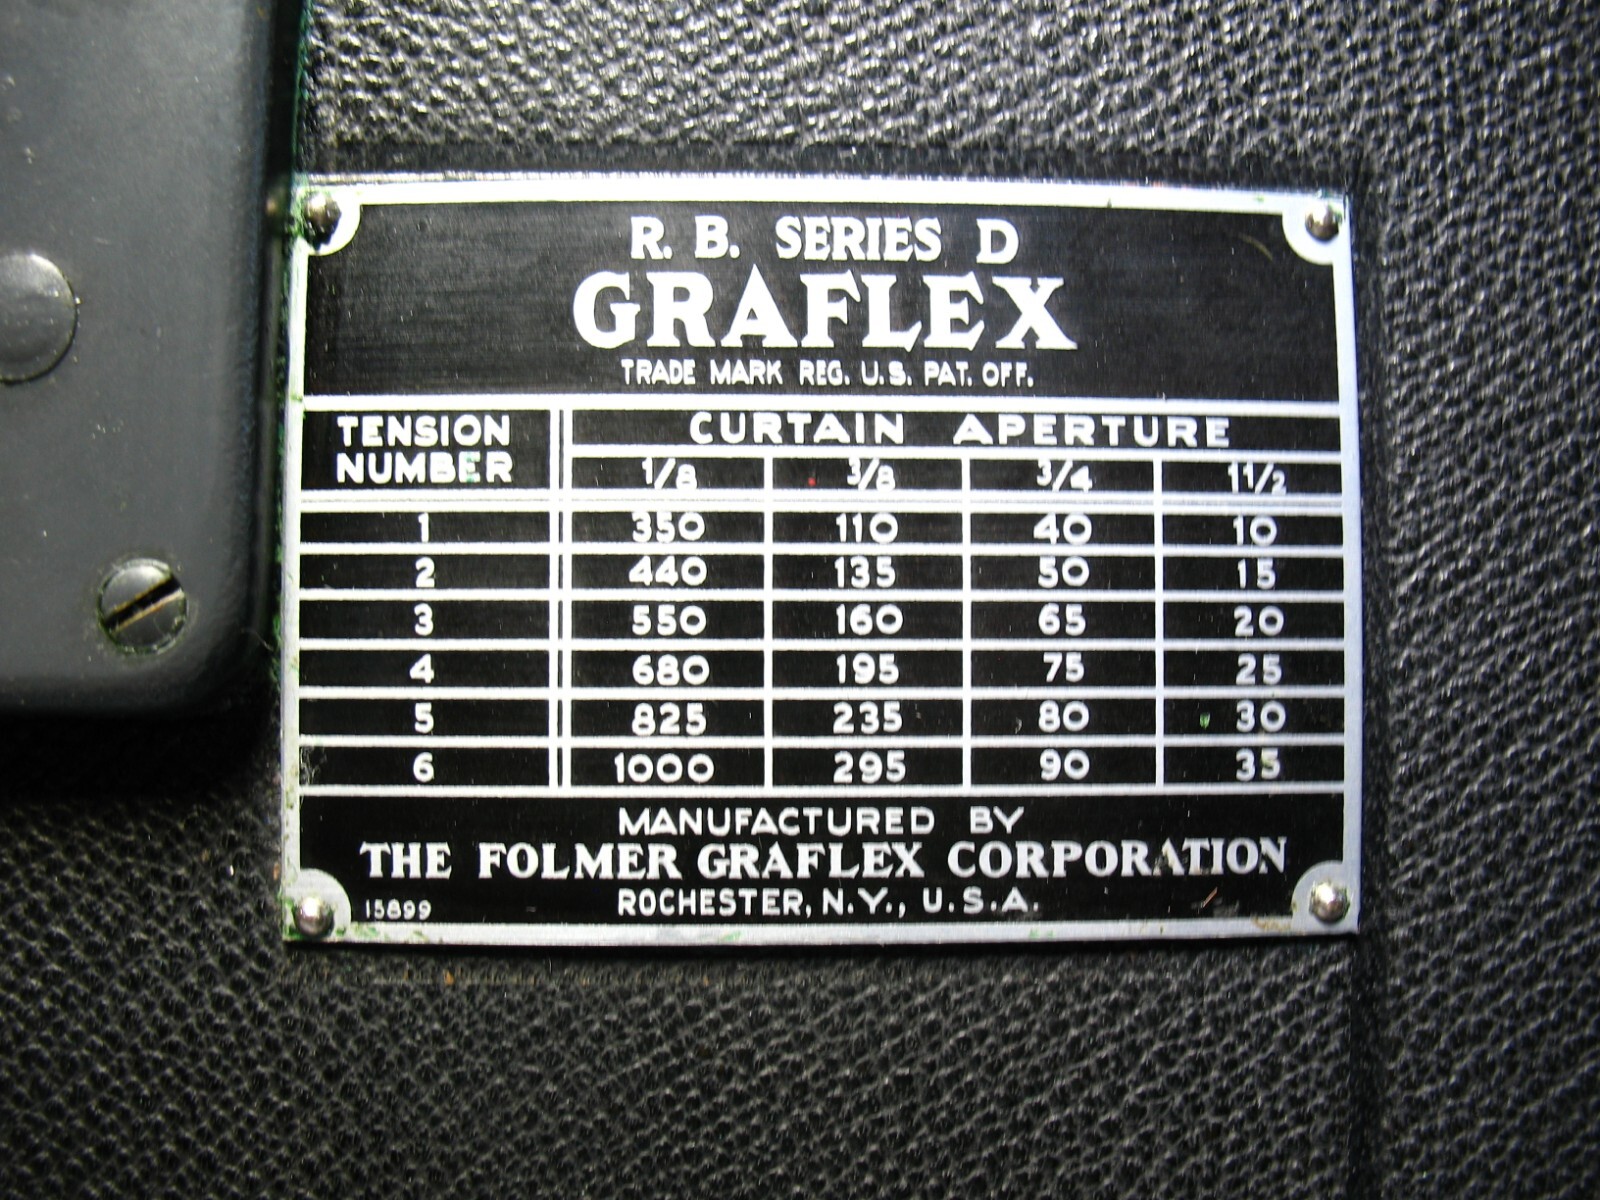 R. B. SERIES D
GRAFLEX
TRADE MARK REG. U.S. PAT. OFF.
TENSION NUMBER CURTAIN APERTURE
1/8 3/8 3/4 1 1/2
1 350 110 40 10
2 440 135 50 15
3 550 160 65 20
4 680 195 75 25
5 825 235 80 30
6 1000 295 90 35
MANUFACTURED BY
THE FOLMER GRAFLEX CORPORATION
15899 ROCHESTER, N.Y., U.S.A.